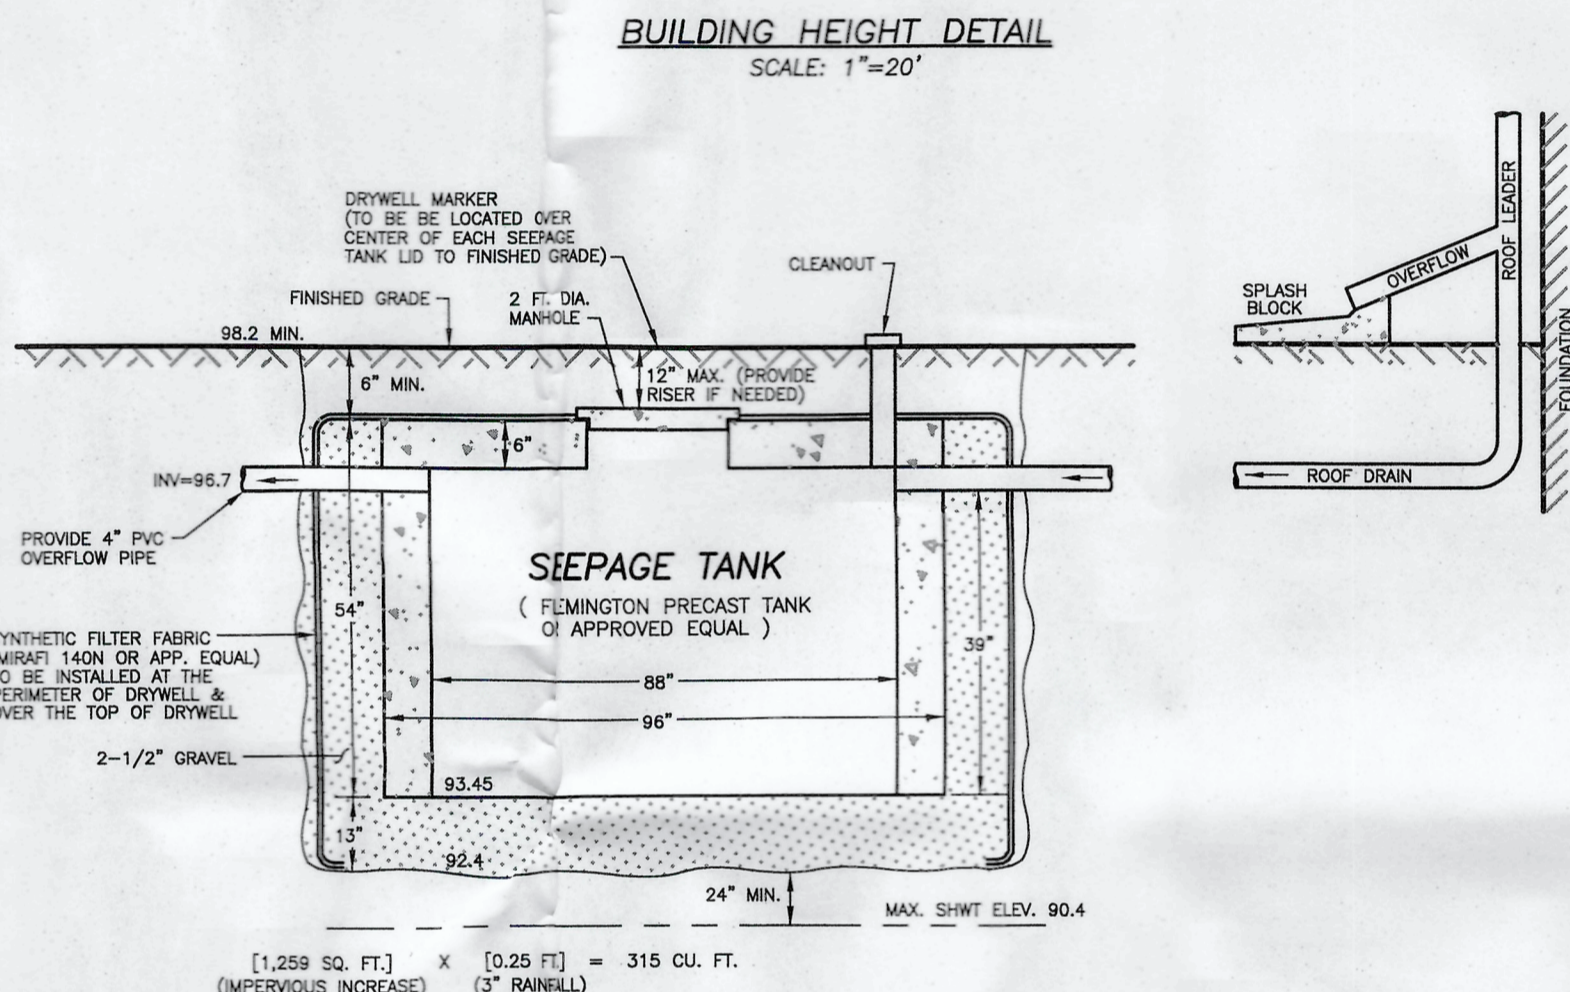 BUILDING HEIGHT DETAIL
SCALE: 1"=20'
DRYWELL MARKER
(TO BE BE LOCATED OVER
CENTER OF EACH SEEPAGE
TANK LID TO FINISHED GRADE)
CLEANOUT
FINISHED GRADE
2 FT. DIA.
MANHOLE
98.2 MIN.
6" MIN.
12" MAX. (PROVIDE
RISER IF NEEDED)
6"
INV=96.7
PROVIDE 4" PVC
OVERFLOW PIPE
SEEPAGE TANK
( FLEMINGTON PRECAST TANK
OR APPROVED EQUAL )
54"
39"
YNTHETIC FILTER FABRIC
MIRAFI 140N OR APP. EQUAL)
O BE INSTALLED AT THE
PERIMETER OF DRYWELL &
OVER THE TOP OF DRYWELL
88"
96"
2-1/2" GRAVEL
93.45
13"
92.4
24" MIN.
MAX. SHWT ELEV. 90.4
[1,259 SQ. FT.] X [0.25 FT.] = 315 CU. FT.
(IMPERVIOUS INCREASE) (3" RAINFALL)
SPLASH
BLOCK
OVERFLOW
ROOF LEADER
FOUNDATION
ROOF DRAIN